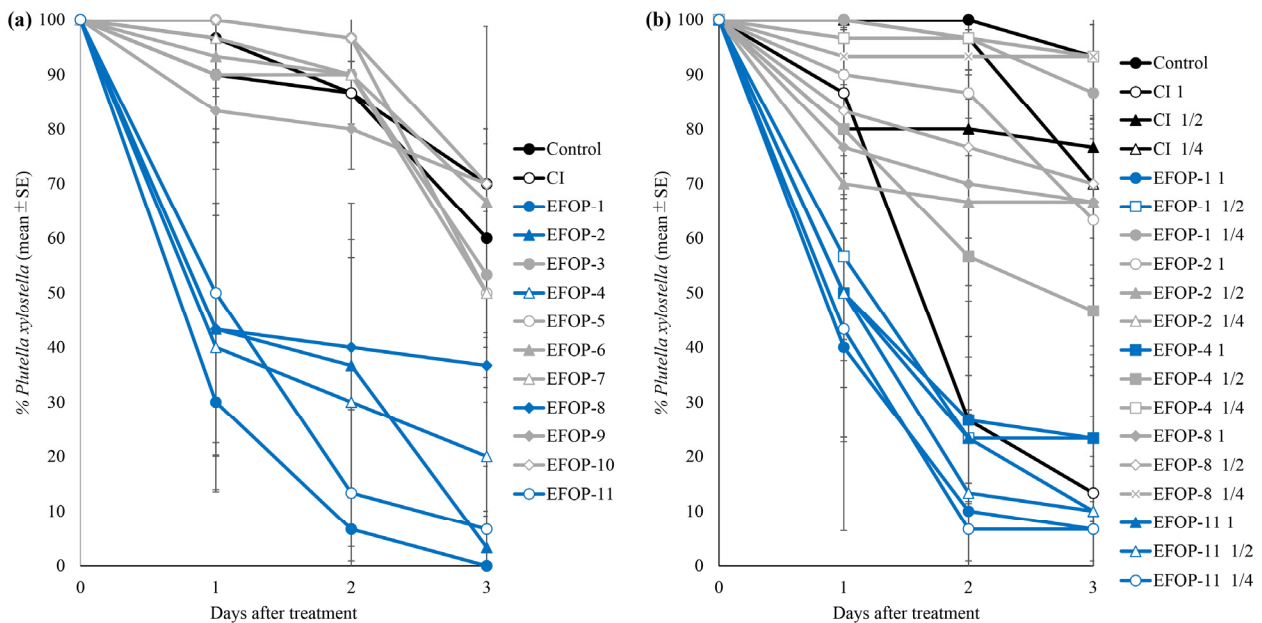 (a)
% Plutella xylostella (mean ± SE)
100
90
80
70
60
50
40
30
20
10
0
0 1 2 3
Days after treatment
Control
CI
EFOP-1
EFOP-2
EFOP-3
EFOP-4
EFOP-5
EFOP-6
EFOP-7
EFOP-8
EFOP-9
EFOP-10
EFOP-11
(b)
% Plutella xylostella (mean ± SE)
100
90
80
70
60
50
40
30
20
10
0
0 1 2 3
Days after treatment
Control
CI 1
CI 1/2
CI 1/4
EFOP-1 1
EFOP-1 1/2
EFOP-1 1/4
EFOP-2 1
EFOP-2 1/2
EFOP-2 1/4
EFOP-4 1
EFOP-4 1/2
EFOP-4 1/4
EFOP-8 1
EFOP-8 1/2
EFOP-8 1/4
EFOP-11 1
EFOP-11 1/2
EFOP-11 1/4